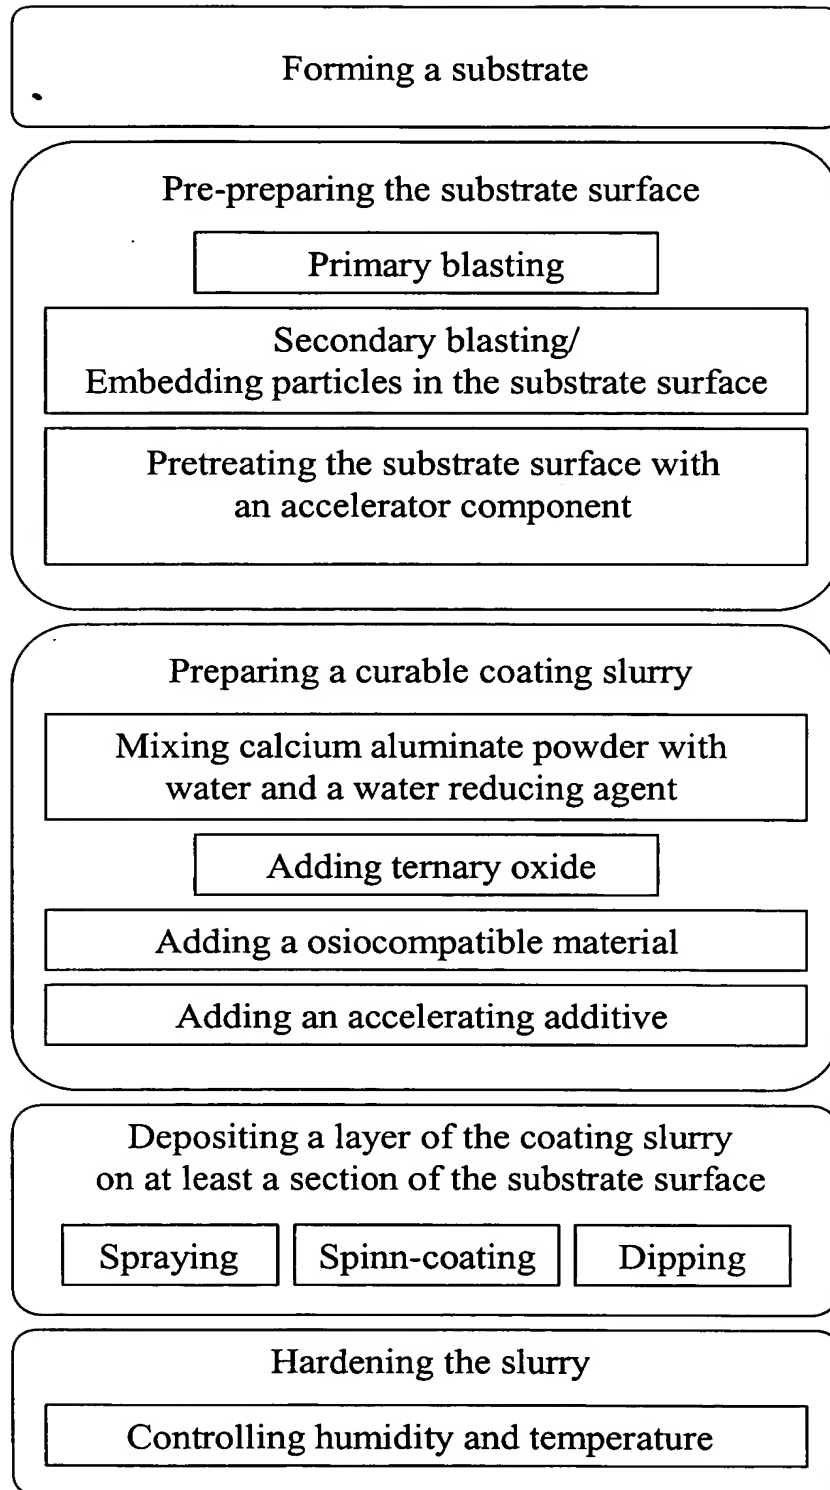 Forming a substrate
Pre-preparing the substrate surface
Primary blasting
Secondary blasting/
Embedding particles in the substrate surface
Pretreating the substrate surface with
an accelerator component
Preparing a curable coating slurry
Mixing calcium aluminate powder with
water and a water reducing agent
Adding ternary oxide
Adding a osiocompatible material
Adding an accelerating additive
Depositing a layer of the coating slurry
on at least a section of the substrate surface
Spraying
Spinn-coating
Dipping
Hardening the slurry
Controlling humidity and temperature